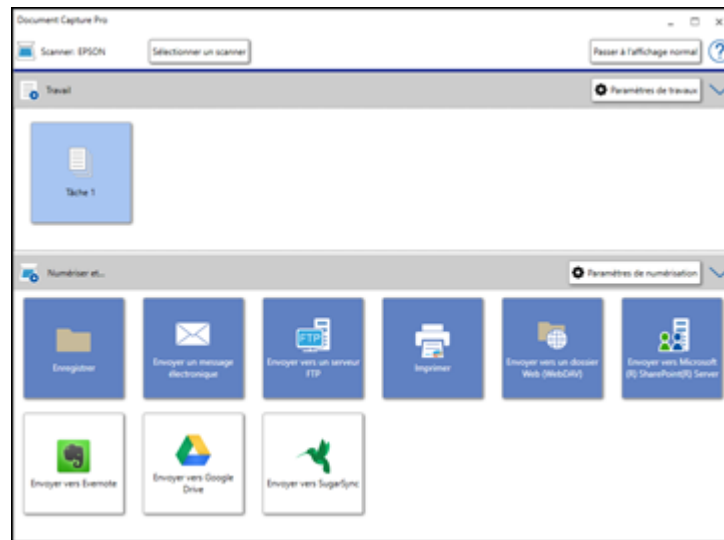 Document Capture Pro
Scanner: EPSON
Sélectionner un scanner
Passer à l'affichage normal
?
Travail
Paramètres de travaux
Tâche 1
Numériser et...
Paramètres de numérisation
Enregistrer
Envoyer un message
électronique
Envoyer vers un serveur
FTP
Imprimer
Envoyer vers un dossier
Web (WebDAV)
Envoyer vers Microsoft
(R) SharePoint(R) Server
Envoyer vers Evernote
Envoyer vers Google
Drive
Envoyer vers SugarSync